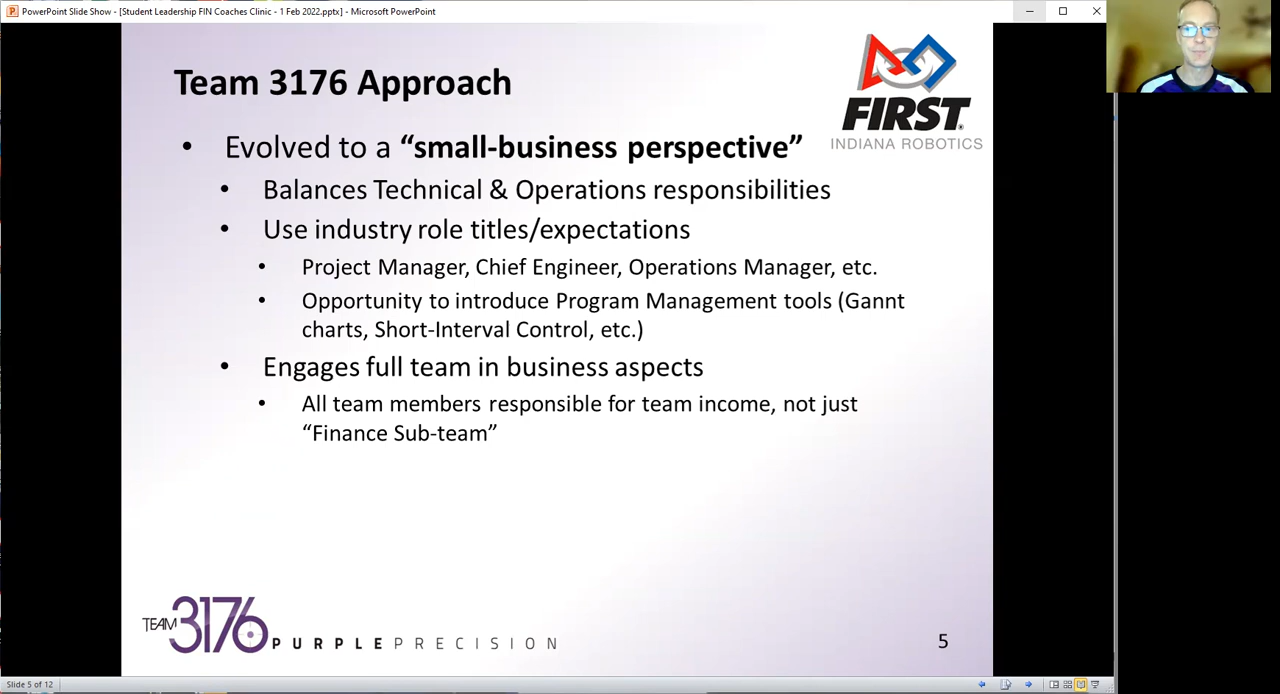 PowerPoint Slide Show - [Student Leadership FIN Coaches Clinic - 1 Feb 2022.pptx] - Microsoft PowerPoint
Team 3176 Approach
FIRST®
INDIANA ROBOTICS
• Evolved to a “small-business perspective”
• Balances Technical & Operations responsibilities
• Use industry role titles/expectations
• Project Manager, Chief Engineer, Operations Manager, etc.
• Opportunity to introduce Program Management tools (Gannt
charts, Short-Interval Control, etc.)
• Engages full team in business aspects
• All team members responsible for team income, not just
“Finance Sub-team”
TEAM 3176 PURPLEPRECISION
5
Slide 5 of 12